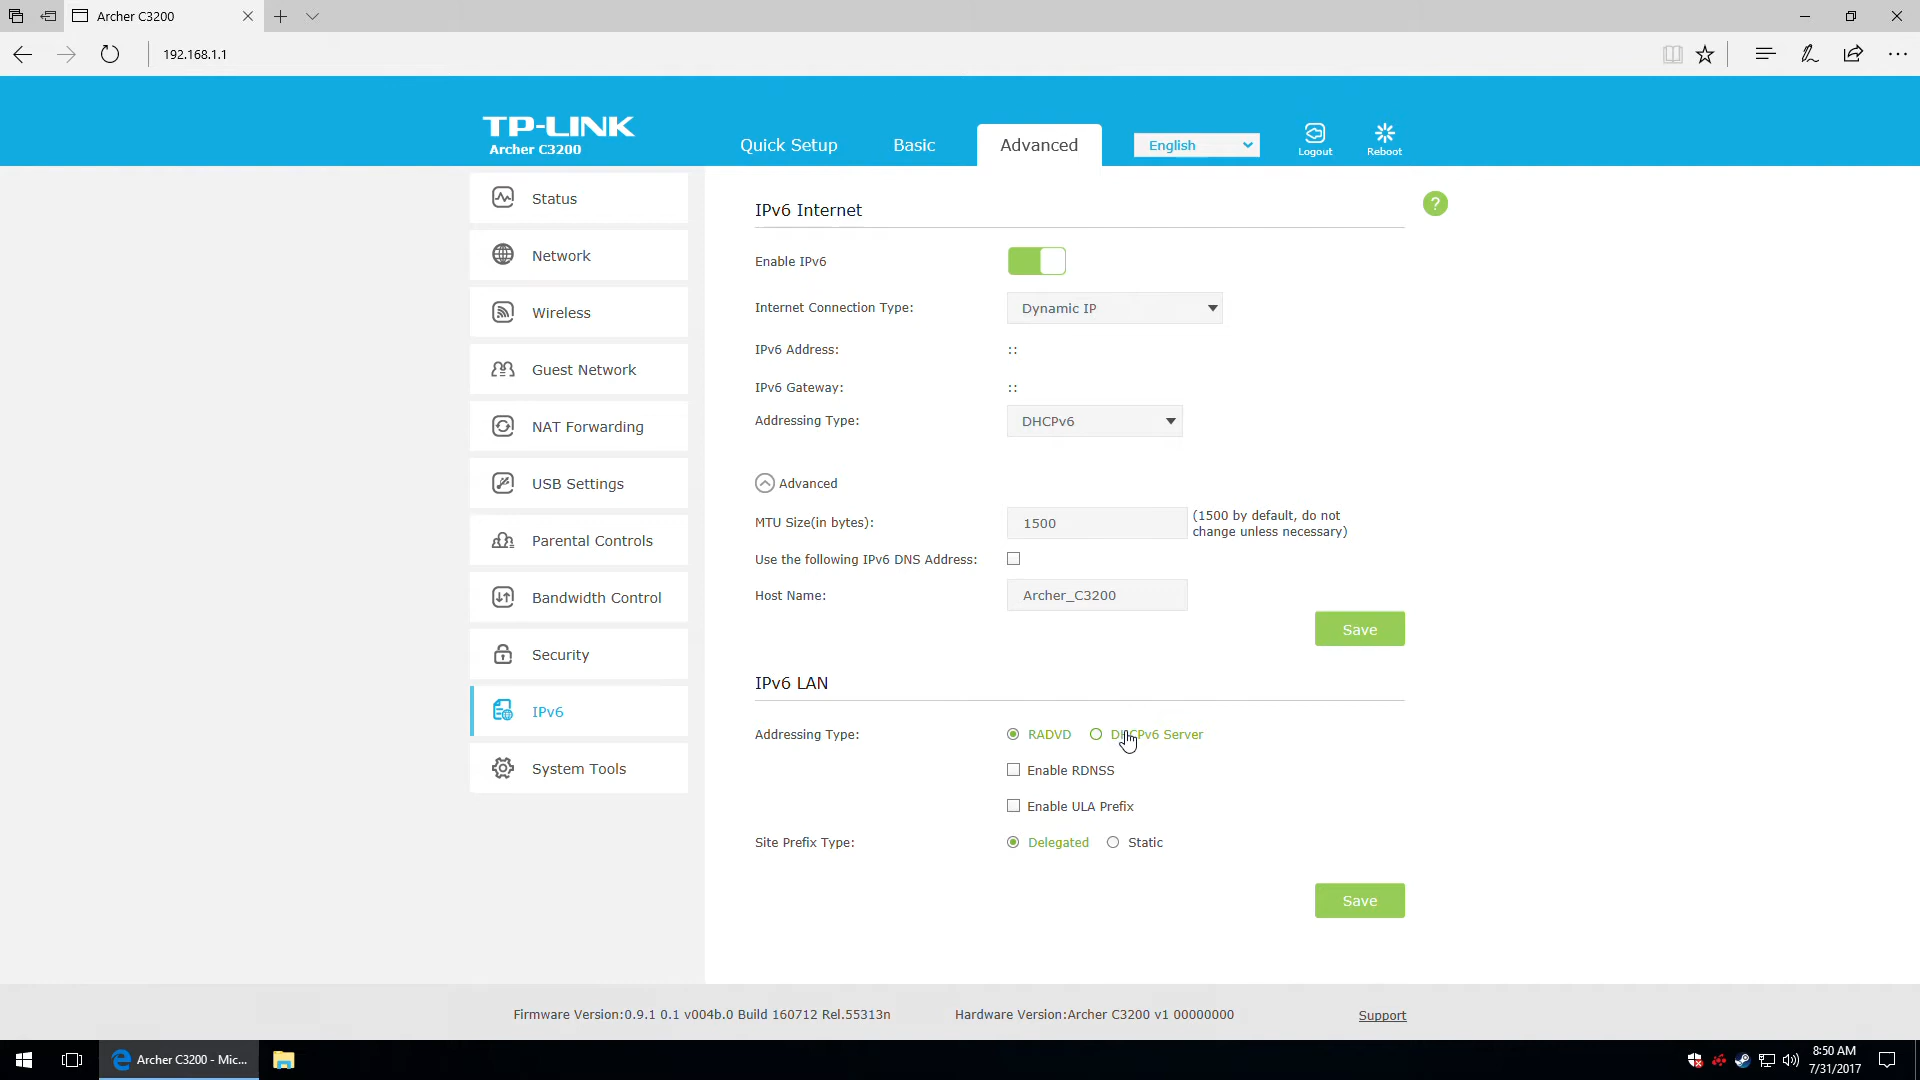 Archer C3200
192.168.1.1
TP-LINK
Archer C3200
Quick Setup
Basic
Advanced
English
Logout
Reboot
Status
Network
Wireless
Guest Network
NAT Forwarding
USB Settings
Parental Controls
Bandwidth Control
Security
IPv6
System Tools
IPv6 Internet
?
Enable IPv6
Internet Connection Type: Dynamic IP
IPv6 Address: ::
IPv6 Gateway: ::
Addressing Type: DHCPv6
Advanced
MTU Size(in bytes): 1500 (1500 by default, do not
change unless necessary)
Use the following IPv6 DNS Address:
Host Name: Archer_C3200
Save
IPv6 LAN
Addressing Type: RADVD DHCPv6 Server
Enable RDNSS
Enable ULA Prefix
Site Prefix Type: Delegated Static
Save
Firmware Version:0.9.1 0.1 v004b.0 Build 160712 Rel.55313n Hardware Version:Archer C3200 v1 00000000 Support
Archer C3200 - Mic...
8:50 AM
7/31/2017